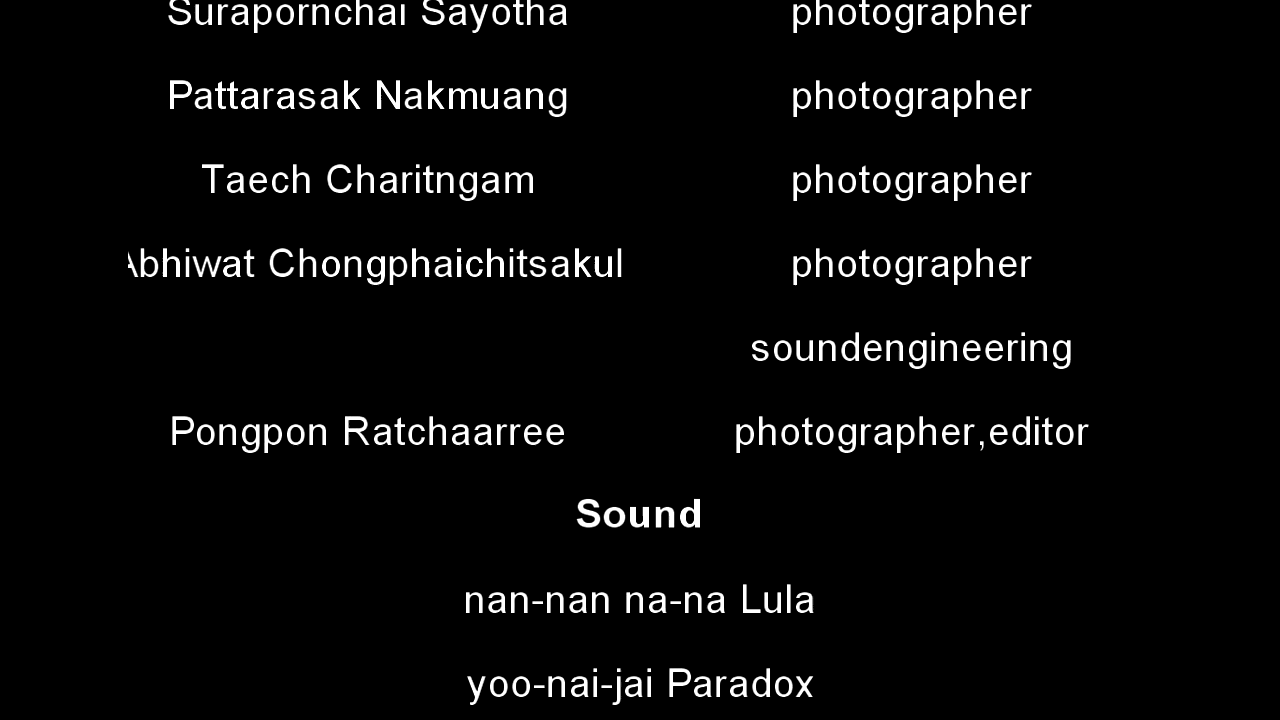 Surapornchai Sayotha photographer
Pattarasak Nakmuang photographer
Taech Charitngam photographer
Abhiwat Chongphaichitsakul photographer
soundengineering
Pongpon Ratchaarree photographer,editor
Sound
nan-nan na-na Lula
yoo-nai-jai Paradox